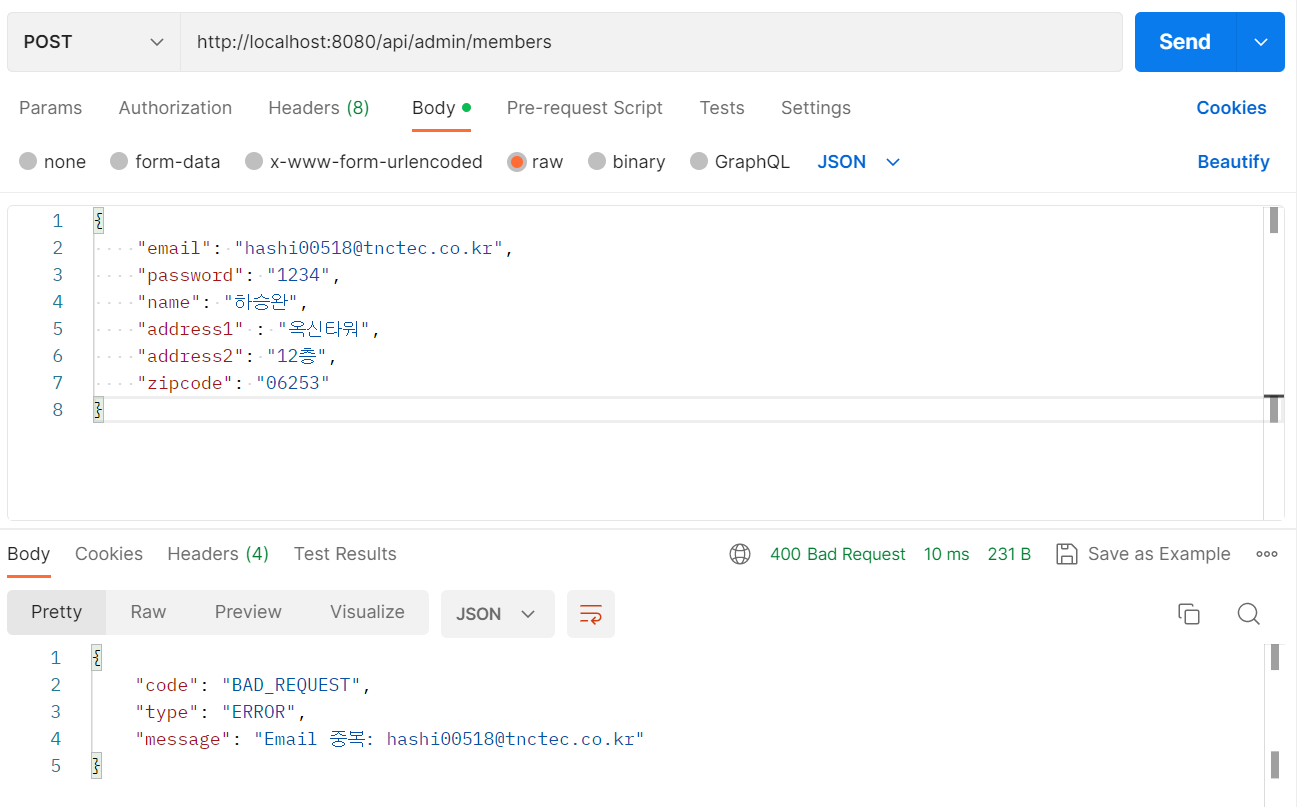 POST http://localhost:8080/api/admin/members Send
Params Authorization Headers (8) Body Pre-request Script Tests Settings Cookies
none form-data x-www-form-urlencoded raw binary GraphQL JSON Beautify
1 {
2 "email": "hashi00518@tnctec.co.kr",
3 "password": "1234",
4 "name": "하승완",
5 "address1" : "옥신타워",
6 "address2": "12층",
7 "zipcode": "06253"
8 }
Body Cookies Headers (4) Test Results 400 Bad Request 10 ms 231 B Save as Example
Pretty Raw Preview Visualize JSON
1 {
2 "code": "BAD_REQUEST",
3 "type": "ERROR",
4 "message": "Email 중복: hashi00518@tnctec.co.kr"
5 }